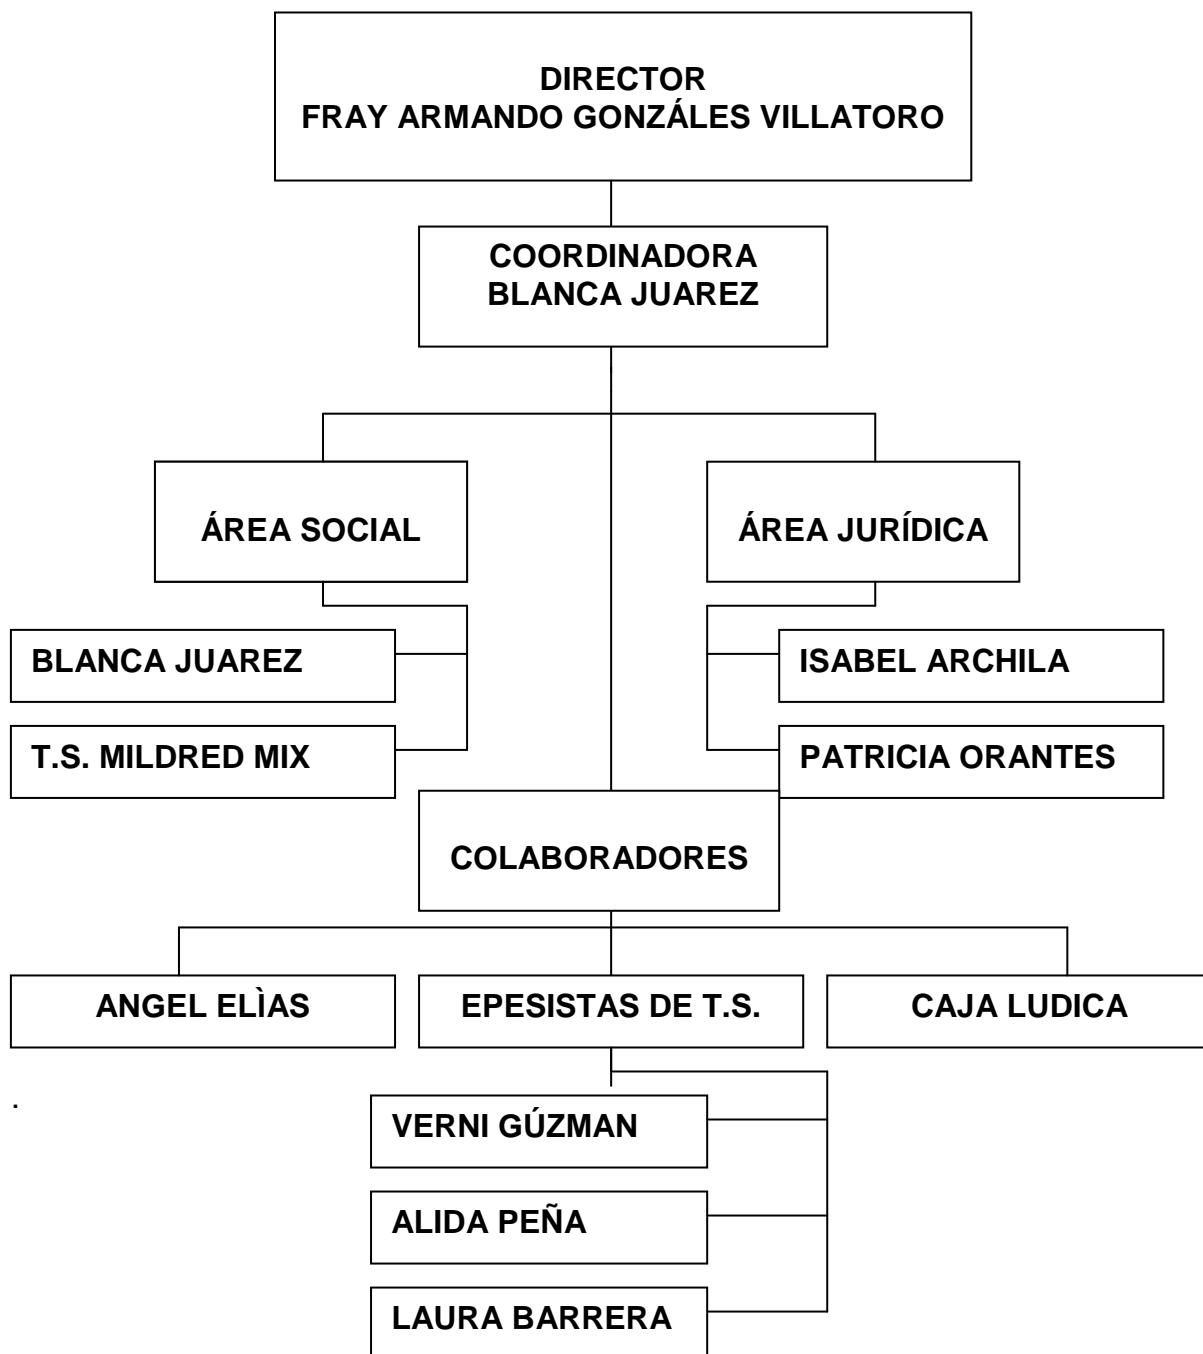 DIRECTOR
FRAY ARMANDO GONZÁLES VILLATORO
COORDINADORA
BLANCA JUAREZ
ÁREA SOCIAL
ÁREA JURÍDICA
BLANCA JUAREZ
ISABEL ARCHILA
T.S. MILDRED MIX
PATRICIA ORANTES
COLABORADORES
ANGEL ELÌAS
EPESISTAS DE T.S.
CAJA LUDICA
.
VERNI GÚZMAN
ALIDA PEÑA
LAURA BARRERA